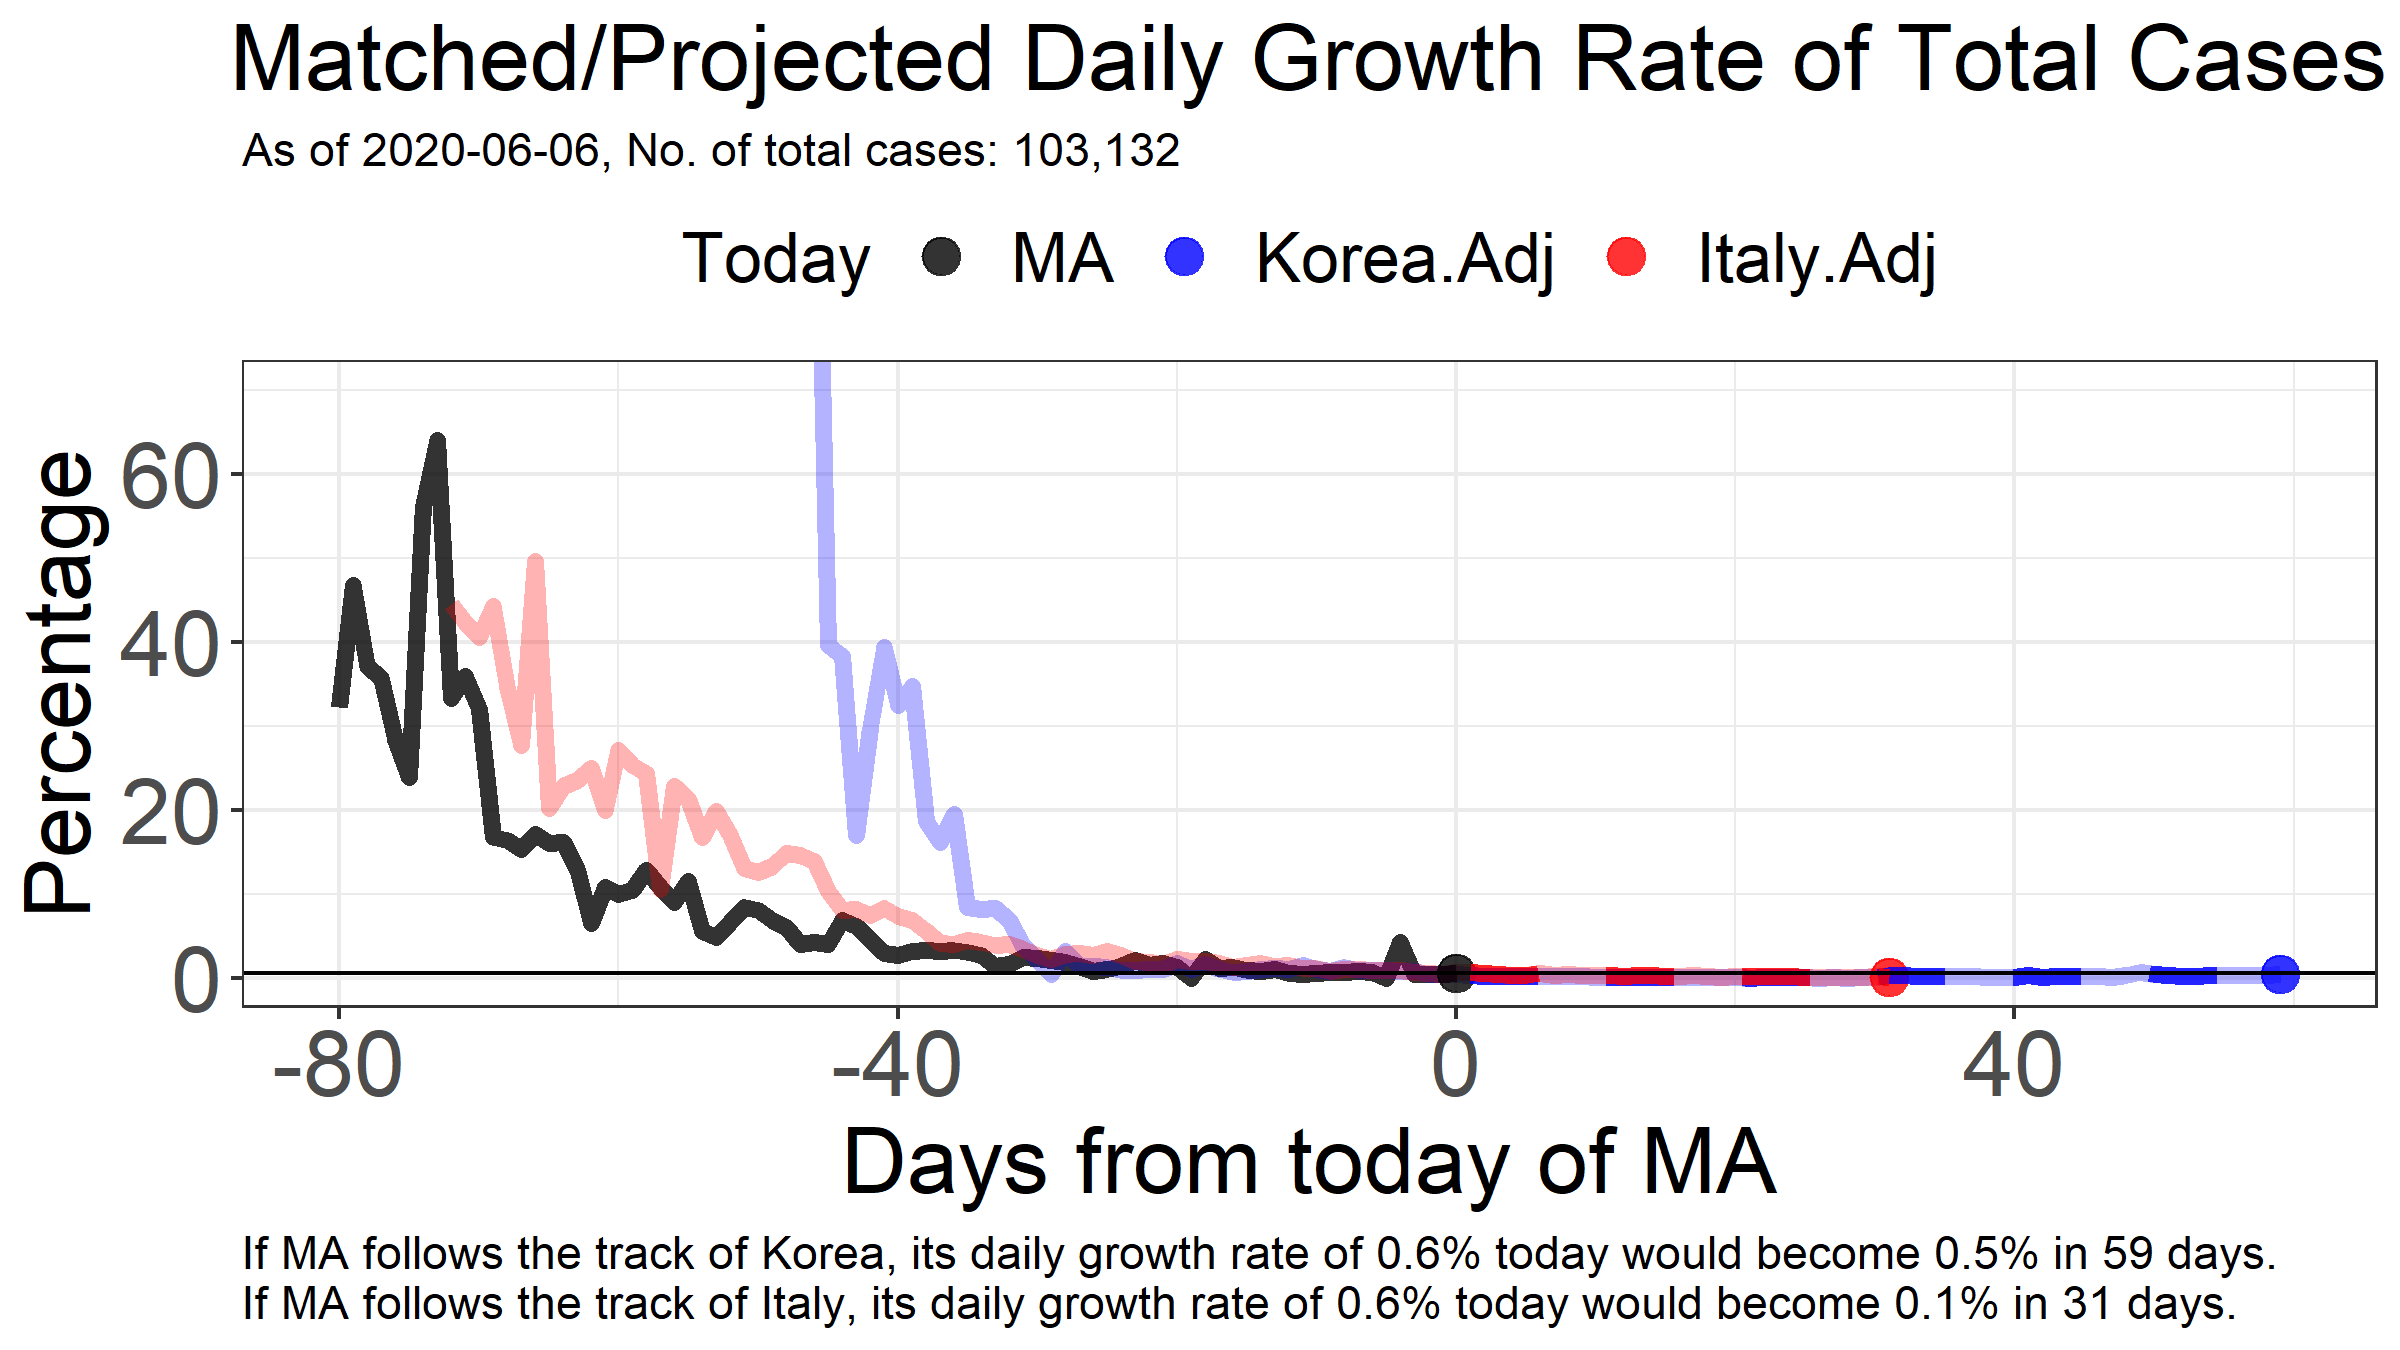 Matched/Projected Daily Growth Rate of Total Cases
As of 2020-06-06, No. of total cases: 103,132
Today MA Korea.Adj Italy.Adj
Percentage
60
40
20
0
-80 -40 0 40
Days from today of MA
If MA follows the track of Korea, its daily growth rate of 0.6% today would become 0.5% in 59 days.
If MA follows the track of Italy, its daily growth rate of 0.6% today would become 0.1% in 31 days.